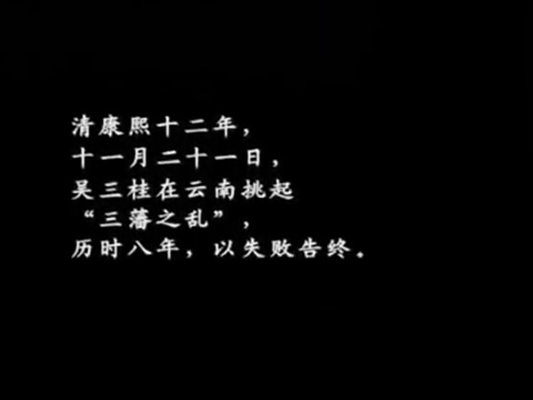 清康熙十二年，
十一月二十一日，
吴三桂在云南挑起
“三藩之乱”，
历时八年，以失败告终。